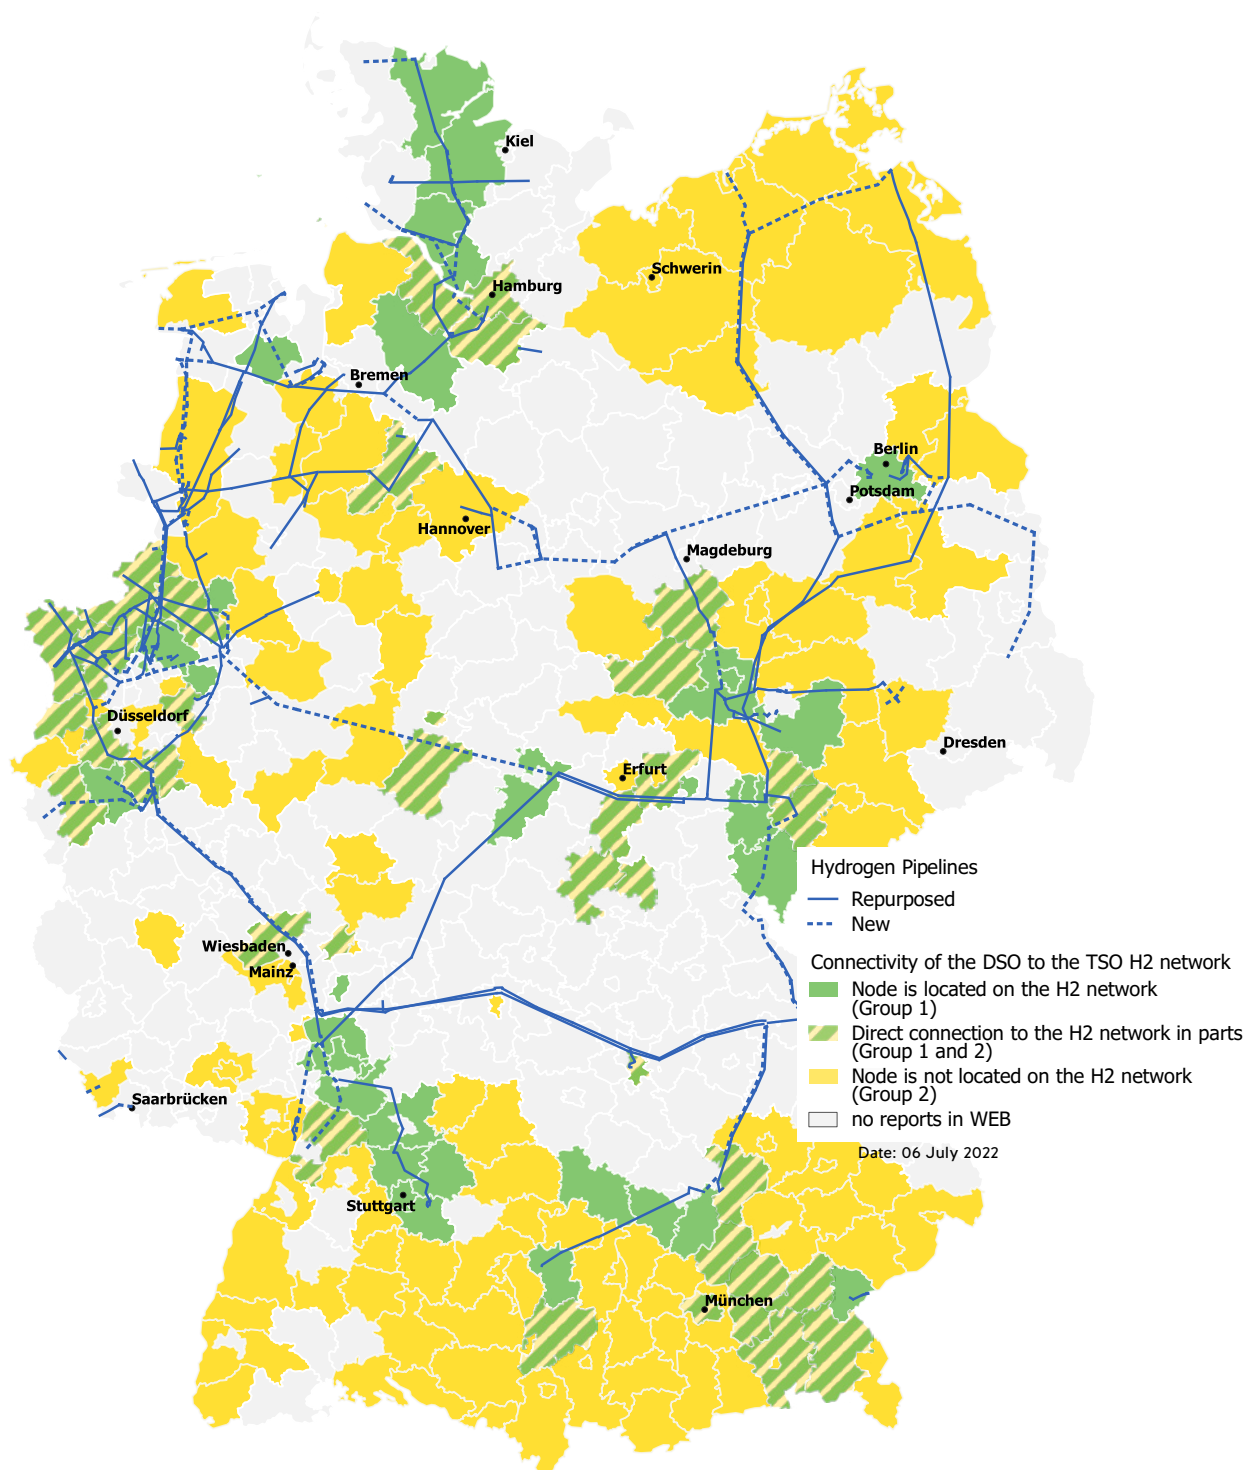 Kiel
Schwerin
Hamburg
Bremen
Berlin
Potsdam
Hannover
Magdeburg
Düsseldorf
Dresden
Erfurt
Wiesbaden
Mainz
Saarbrücken
Stuttgart
München
Hydrogen Pipelines
Repurposed
New
Connectivity of the DSO to the TSO H2 network
Node is located on the H2 network
(Group 1)
Direct connection to the H2 network in parts
(Group 1 and 2)
Node is not located on the H2 network
(Group 2)
no reports in WEB
Date: 06 July 2022